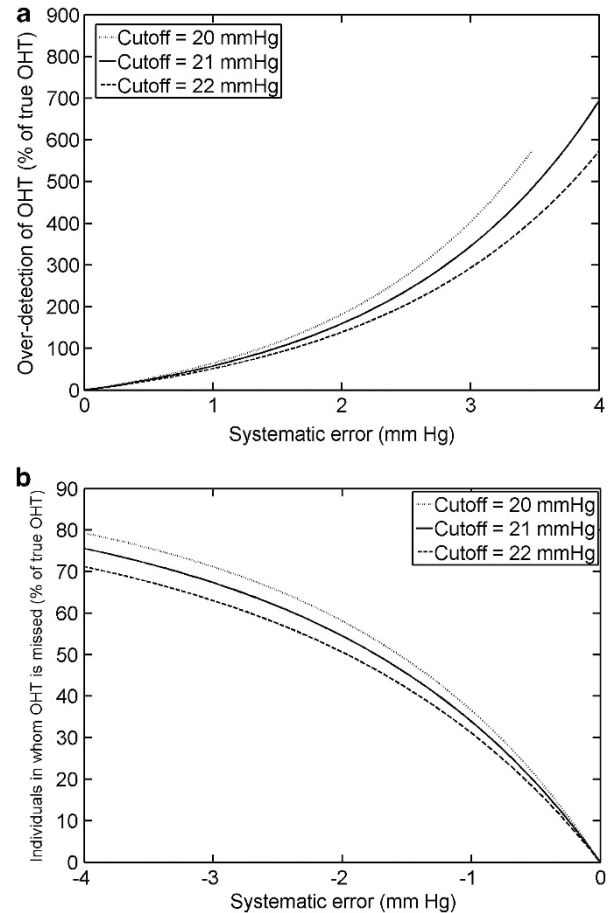 a
Over-detection of OHT (% of true OHT)
900
800
700
600
500
400
300
200
100
0
Cutoff = 20 mmHg
Cutoff = 21 mmHg
Cutoff = 22 mmHg
0 1 2 3 4
Systematic error (mm Hg)
b
Individuals in whom OHT is missed (% of true OHT)
90
80
70
60
50
40
30
20
10
0
Cutoff = 20 mmHg
Cutoff = 21 mmHg
Cutoff = 22 mmHg
-4 -3 -2 -1 0
Systematic error (mm Hg)